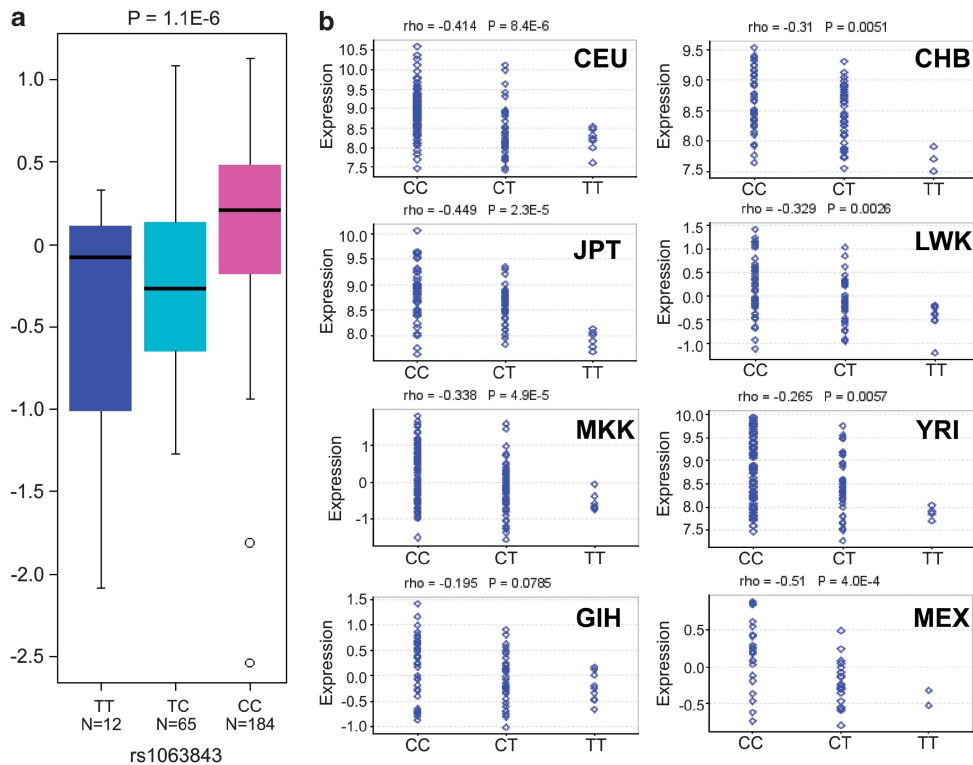 a
P = 1.1E-6
1.0
0.5
0
-0.5
-1.0
-1.5
-2.0
-2.5
TT TC CC
N=12 N=65 N=184
rs1063843
b
rho = -0.414 P = 8.4E-6
CEU
Expression
10.5
10.0
9.5
9.0
8.5
8.0
7.5
CC CT TT
rho = -0.31 P = 0.0051
CHB
Expression
9.5
9.0
8.5
8.0
7.5
CC CT TT
rho = -0.449 P = 2.3E-5
JPT
Expression
10.0
9.5
9.0
8.5
8.0
CC CT TT
rho = -0.329 P = 0.0026
LWK
Expression
1.5
1.0
0.5
0.0
-0.5
-1.0
CC CT TT
rho = -0.338 P = 4.9E-5
MKK
Expression
1
0
-1
CC CT TT
rho = -0.265 P = 0.0057
YRI
Expression
10.0
9.5
9.0
8.5
8.0
7.5
CC CT TT
rho = -0.195 P = 0.0785
GIH
Expression
1.5
1.0
0.5
0.0
-0.5
-1.0
CC CT TT
rho = -0.51 P = 4.0E-4
MEX
Expression
0.5
0.0
-0.5
CC CT TT